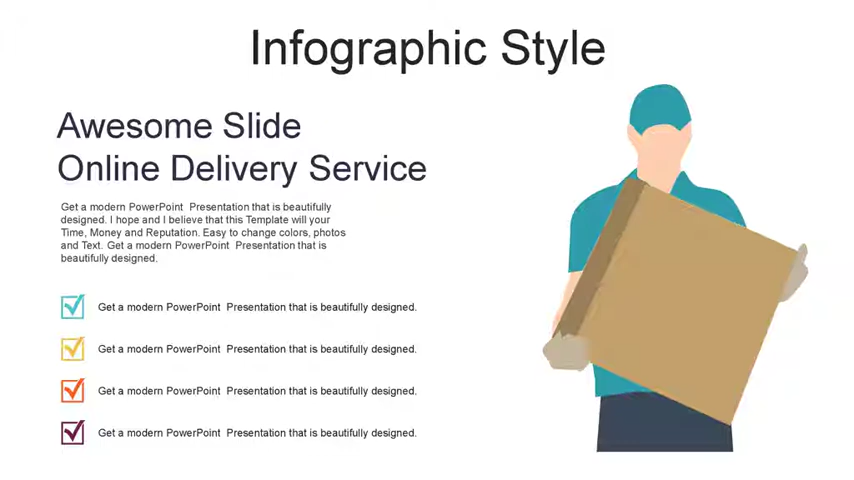 Infographic Style
Awesome Slide
Online Delivery Service
Get a modern PowerPoint  Presentation that is beautifully
designed. I hope and I believe that this Template will your
Time, Money and Reputation. Easy to change colors, photos
and Text. Get a modern PowerPoint  Presentation that is
beautifully designed.
Get a modern PowerPoint  Presentation that is beautifully designed.
Get a modern PowerPoint  Presentation that is beautifully designed.
Get a modern PowerPoint  Presentation that is beautifully designed.
Get a modern PowerPoint  Presentation that is beautifully designed.